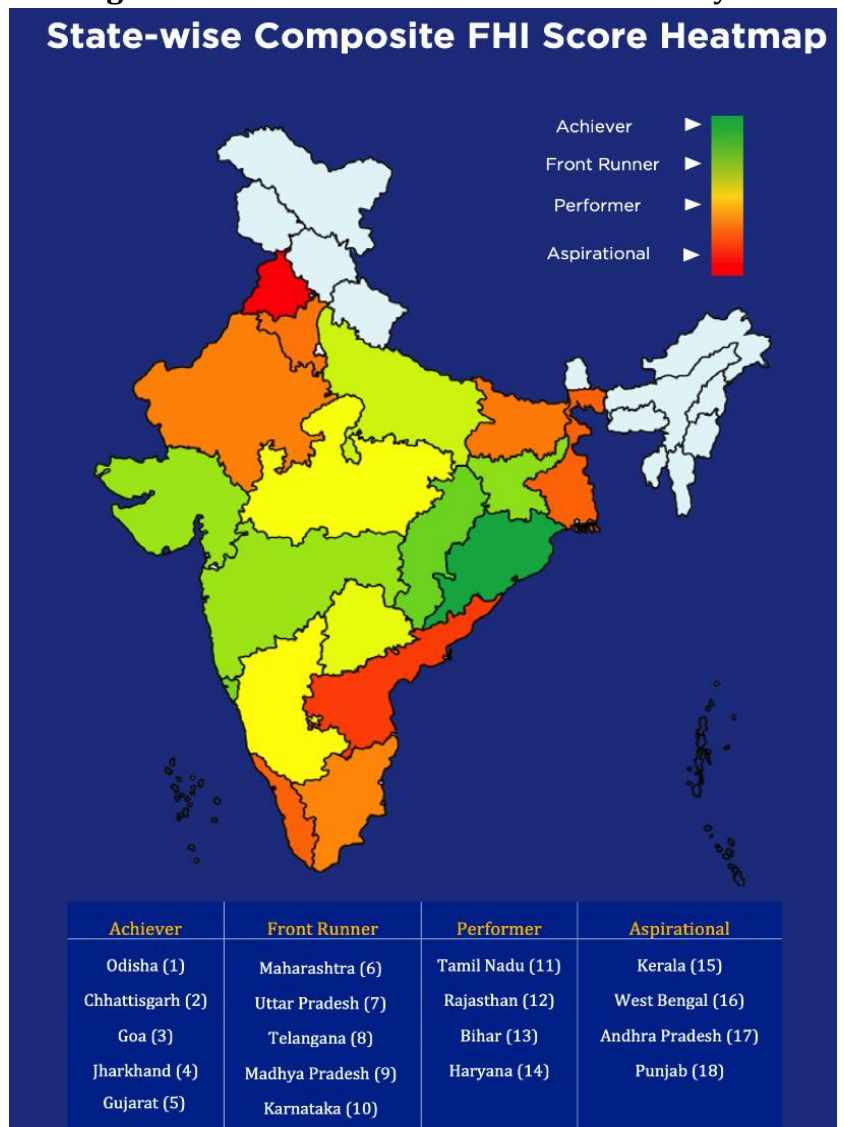 State-wise Composite FHI Score Heatmap
Achiever
Front Runner
Performer
Aspirational
Achiever Front Runner Performer Aspirational
Odisha (1) Maharashtra (6) Tamil Nadu (11) Kerala (15)
Chhattisgarh (2) Uttar Pradesh (7) Rajasthan (12) West Bengal (16)
Goa (3) Telangana (8) Bihar (13) Andhra Pradesh (17)
Jharkhand (4) Madhya Pradesh (9) Haryana (14) Punjab (18)
Gujarat (5) Karnataka (10)